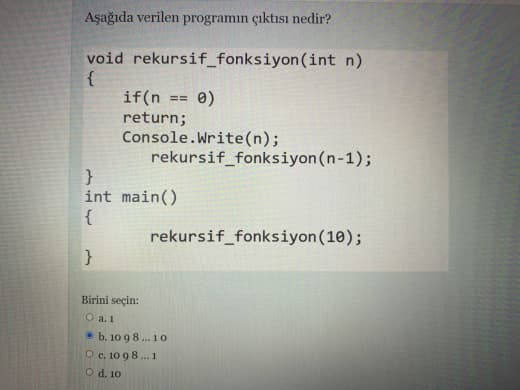 Aşağıda verilen programın çıktısı nedir?
void rekursif_fonksiyon(int n)
{
if(n == 0)
return;
Console.Write(n);
rekursif_fonksiyon(n-1);
}
int main()
{
rekursif_fonksiyon(10);
}
Birini seçin:
a. 1
b. 10 9 8 ... 1 0
c. 10 9 8 ... 1
d. 10